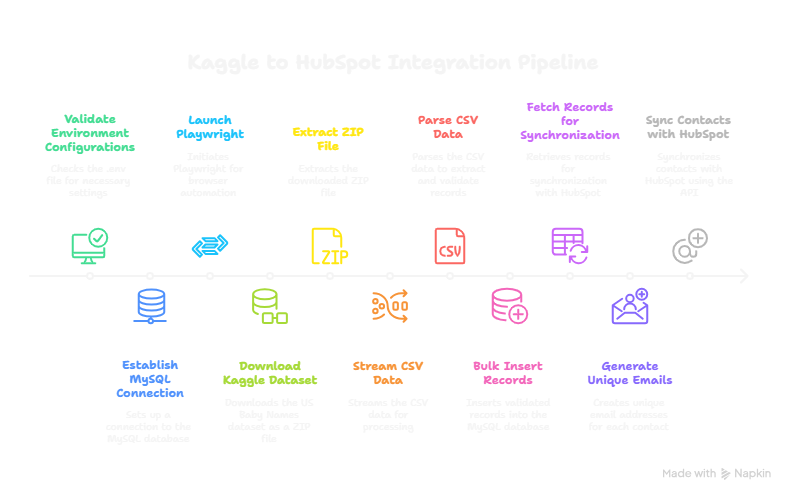 Kaggle to HubSpot Integration Pipeline
Validate
Environment
Configurations
Checks the .env
file for necessary
settings
Launch
Playwright
Initiates
Playwright for
browser
automation
Extract ZIP
File
Extracts the
downloaded ZIP
file
Parse CSV
Data
Parses the CSV
data to extract
and validate
records
Fetch Records
for
Synchronization
Retrieves records
for
synchronization
with HubSpot
Sync Contacts
with HubSpot
Synchronizes
contacts with
HubSpot using the
API
ZIP
CSV
Establish
MySQL
Connection
Sets up a
connection to the
MySQL database
Download
Kaggle Dataset
Downloads the US
Baby Names
dataset as a ZIP
file
Stream CSV
Data
Streams the CSV
data for
processing
Bulk Insert
Records
Inserts validated
records into the
MySQL database
Generate
Unique Emails
Creates unique
email addresses
for each contact
Made with Napkin